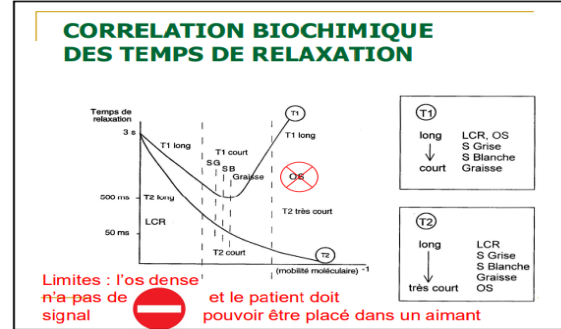 CORRELATION BIOCHIMIQUE
DES TEMPS DE RELAXATION
Temps de
relaxation
3 s
T1
T1 long
T1 court
T1 long
SG
SB
Graisse
OS
500 ms
T2 long
T2 très court
LCR
50 ms
T2 court
T2
(mobilité moléculaire) -1
T1
long LCR, OS
S Grise
S Blanche
court Graisse
T2
long LCR
S Grise
S Blanche
Graisse
très court OS
Limites : l'os dense
n'a pas de et le patient doit
signal pouvoir être placé dans un aimant